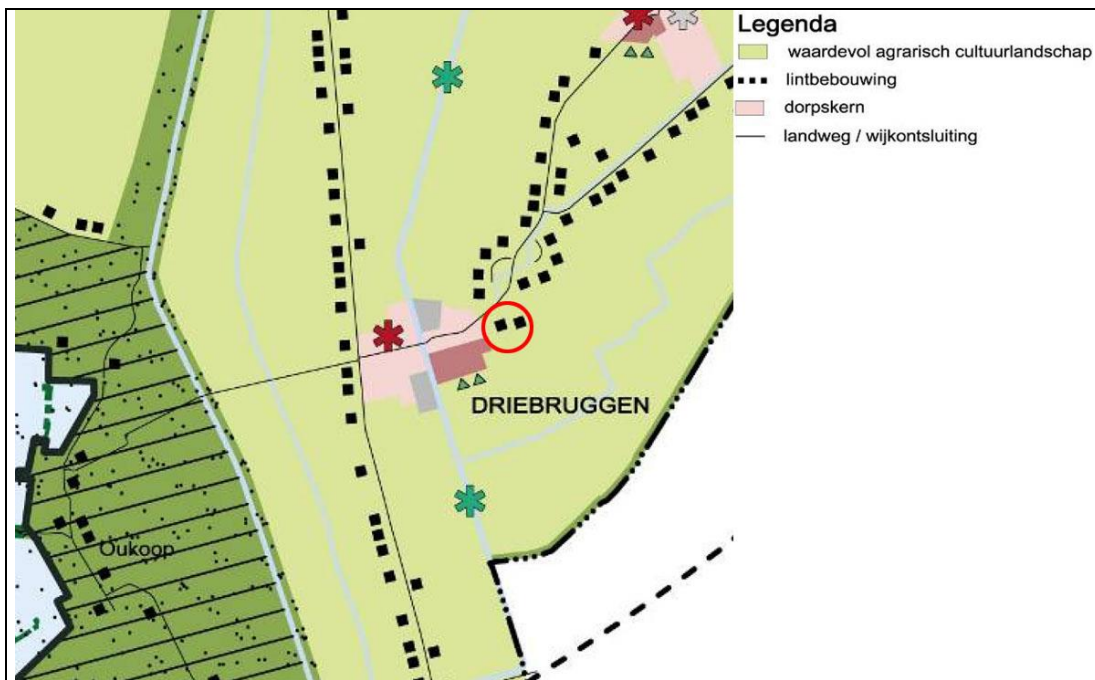 Legenda
waardevol agrarisch cultuurlandschap
lintbebouwing
dorpskern
landweg / wijkontsluiting
DRIEBRUGGEN
Oukoop